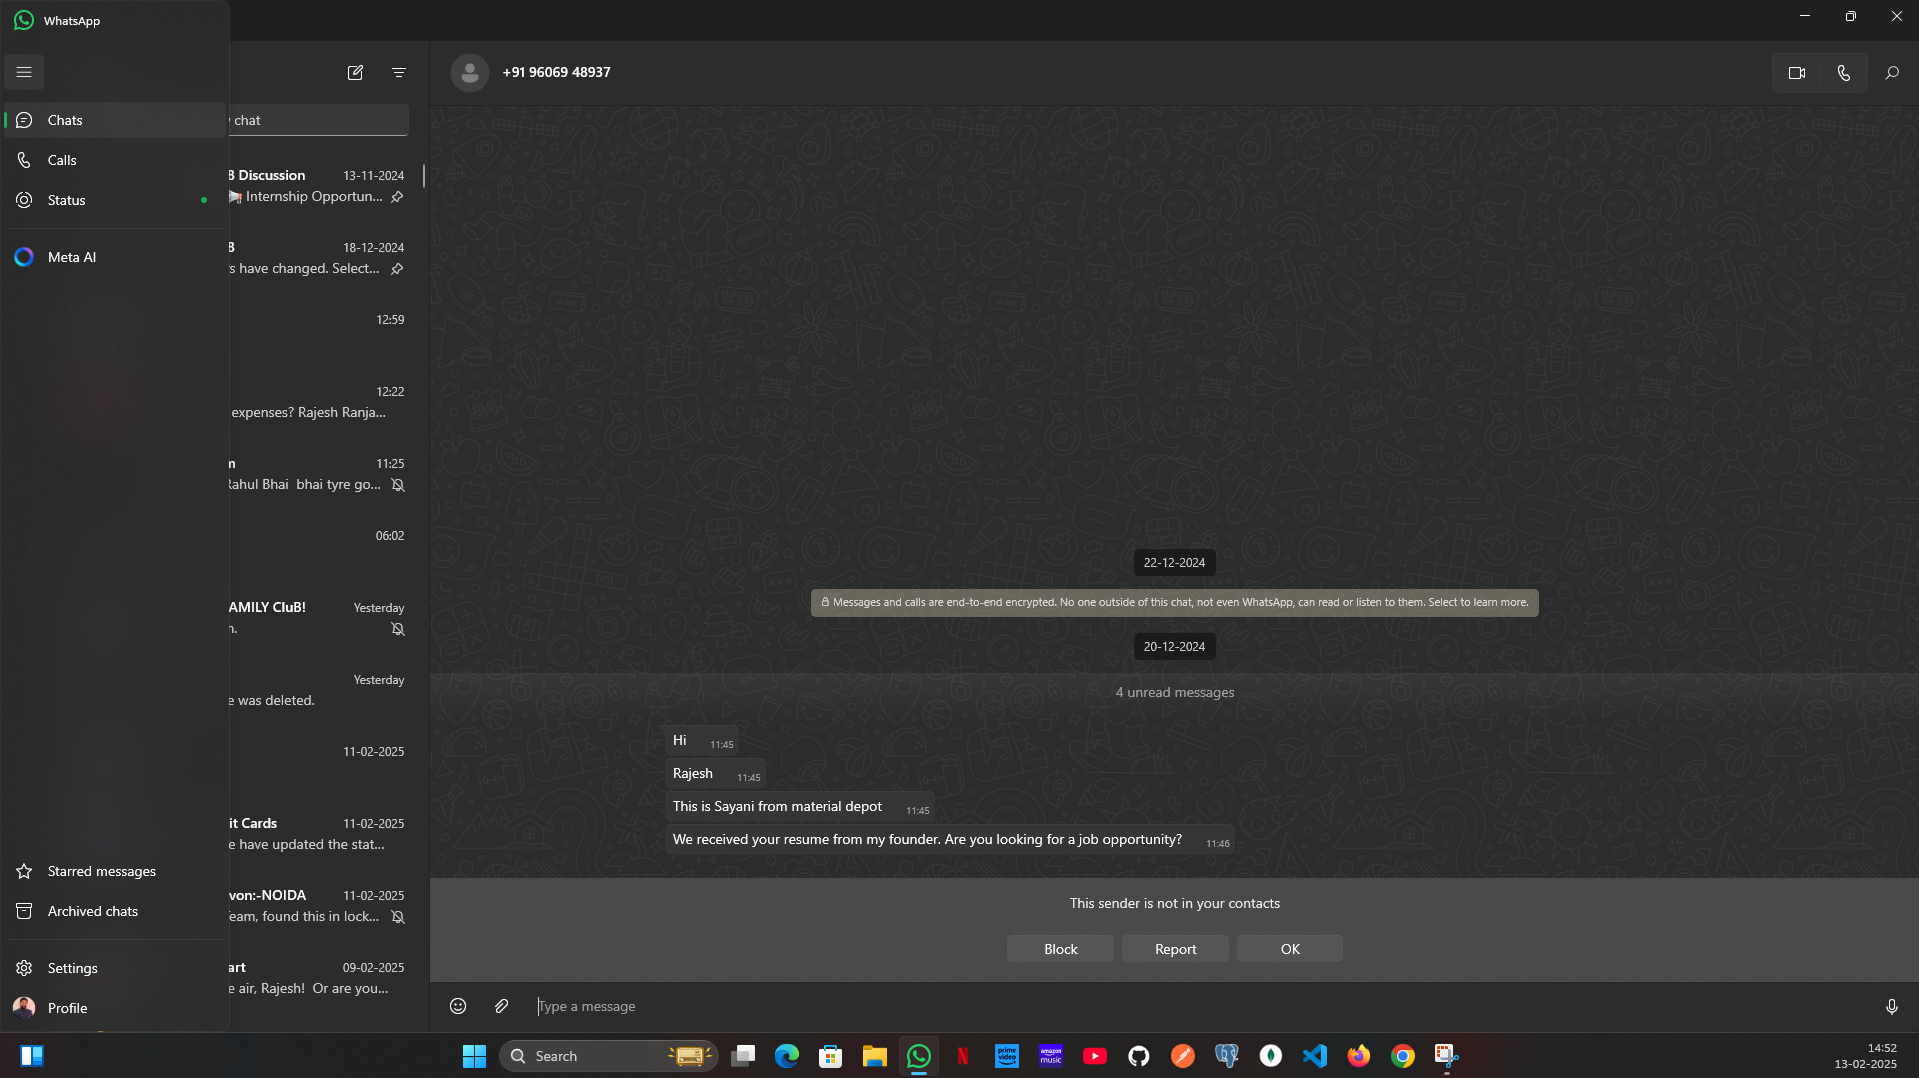 WhatsApp
Chats
Calls
Status
Meta AI
Starred messages
Archived chats
Settings
Profile
chat
B Discussion 13-11-2024
Internship Opportun...
B 18-12-2024
s have changed. Select...
12:59
12:22
expenses? Rajesh Ranja...
m 11:25
Rahul Bhai bhai tyre go...
06:02
AMILY CluB! Yesterday
n.
Yesterday
e was deleted.
11-02-2025
it Cards 11-02-2025
e have updated the stat...
von:-NOIDA 11-02-2025
Team, found this in lock...
art 09-02-2025
e air, Rajesh! Or are you...
+91 96069 48937
22-12-2024
Messages and calls are end-to-end encrypted. No one outside of this chat, not even WhatsApp, can read or listen to them. Select to learn more.
20-12-2024
4 unread messages
Hi 11:45
Rajesh 11:45
This is Sayani from material depot 11:45
We received your resume from my founder. Are you looking for a job opportunity? 11:46
This sender is not in your contacts
Block Report OK
Type a message
Search
prime video
amazon music
14:52
13-02-2025